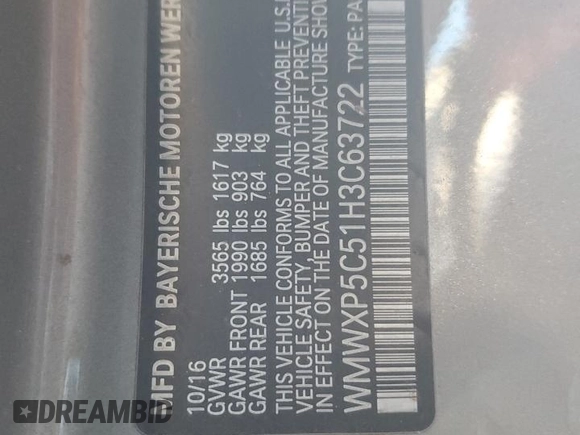 MFD BY BAYERISCHE MOTOREN WER
10/16
GVWR 3565 lbs 1617 kg
GAWR FRONT 1990 lbs 903 kg
GAWR REAR 1685 lbs 764 kg
THIS VEHICLE CONFORMS TO ALL APPLICABLE U.S.
VEHICLE SAFETY, BUMPER AND THEFT PREVENTI
IN EFFECT ON THE DATE OF MANUFACTURE SHOWN
WMWXP5C51H3C63722 TYPE: PA
DREAMBID